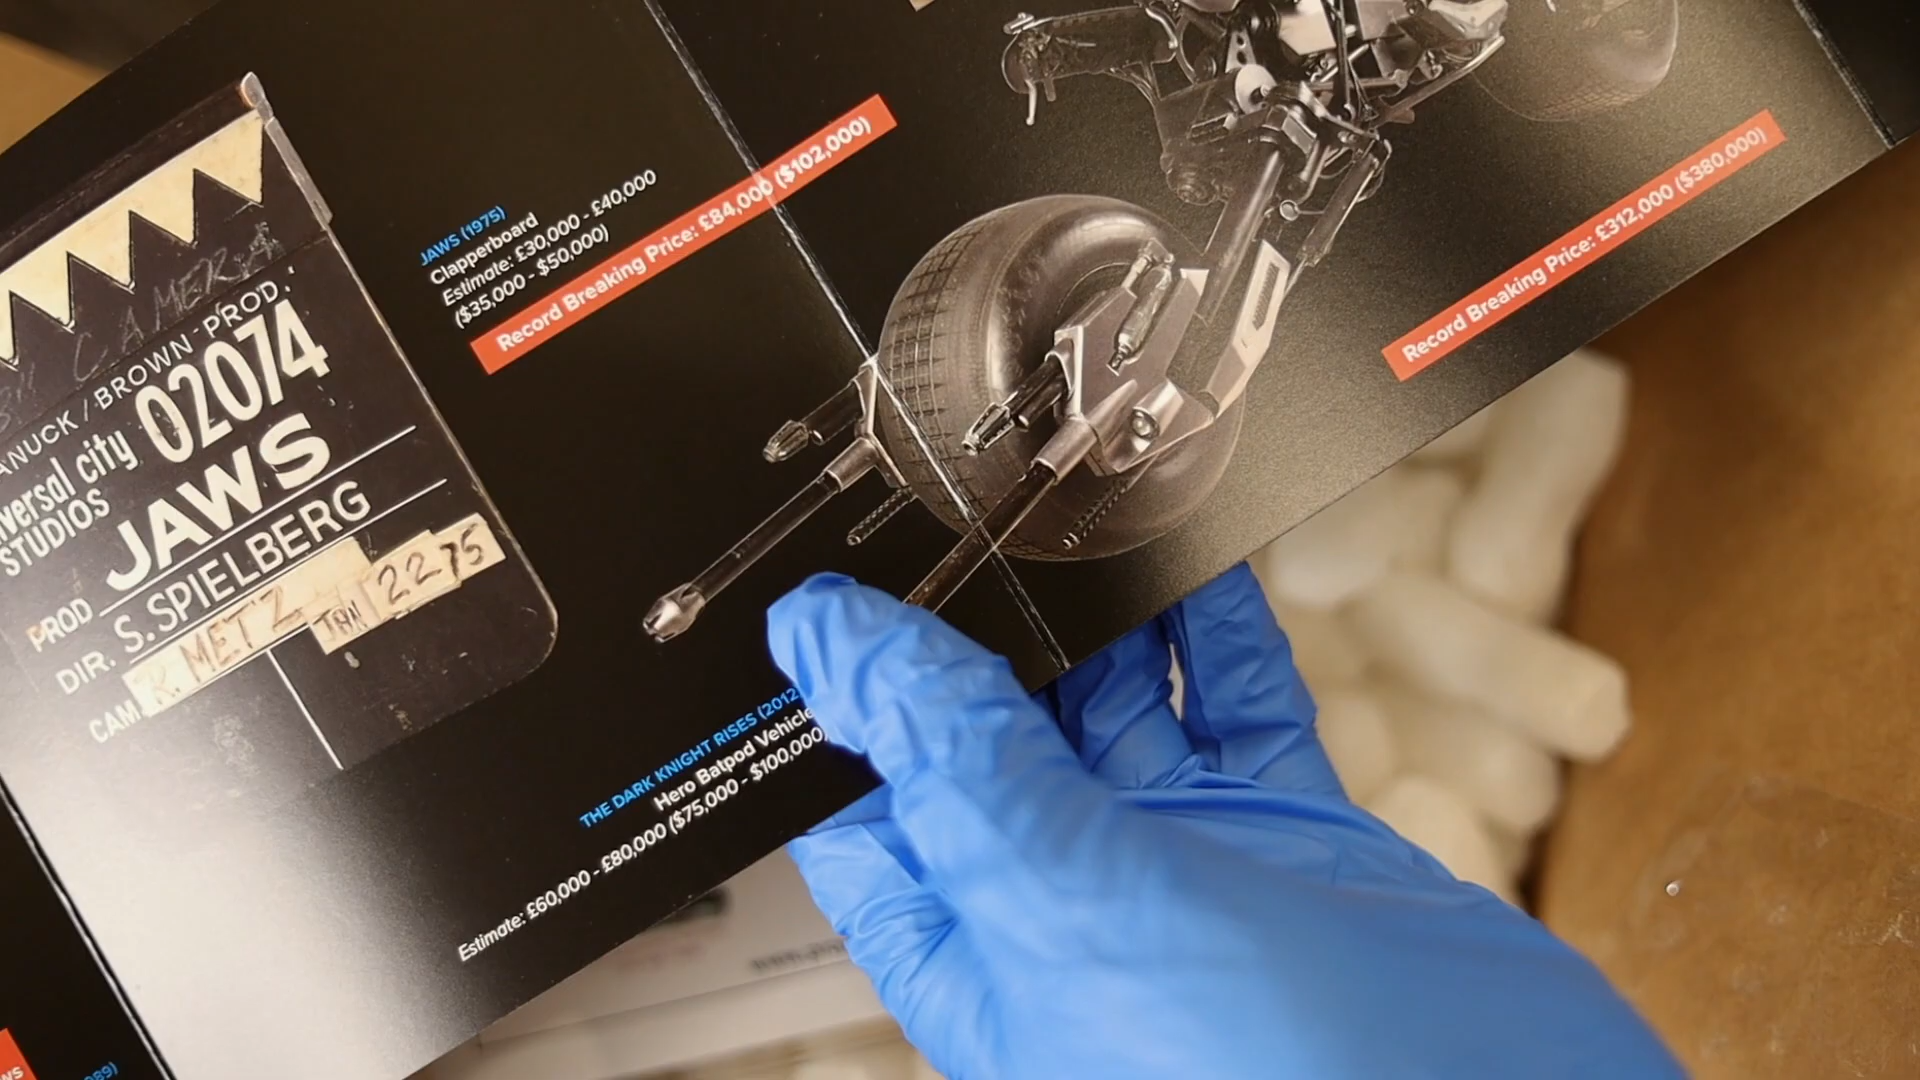 CAMERA
ANUCK / BROWN PROD.
versal city 02074
STUDIOS
PROD JAWS
DIR. S. SPIELBERG
CAM R. METZ JAN 22 75
JAWS (1975)
Clapperboard
Estimate: £30,000 - £40,000
($35,000 - $50,000)
Record Breaking Price: £84,000 ($102,000)
THE DARK KNIGHT RISES (2012
Hero Batpod Vehicle
Estimate: £60,000 - £80,000 ($75,000 - $100,000)
Record Breaking Price: £312,000 ($380,000)